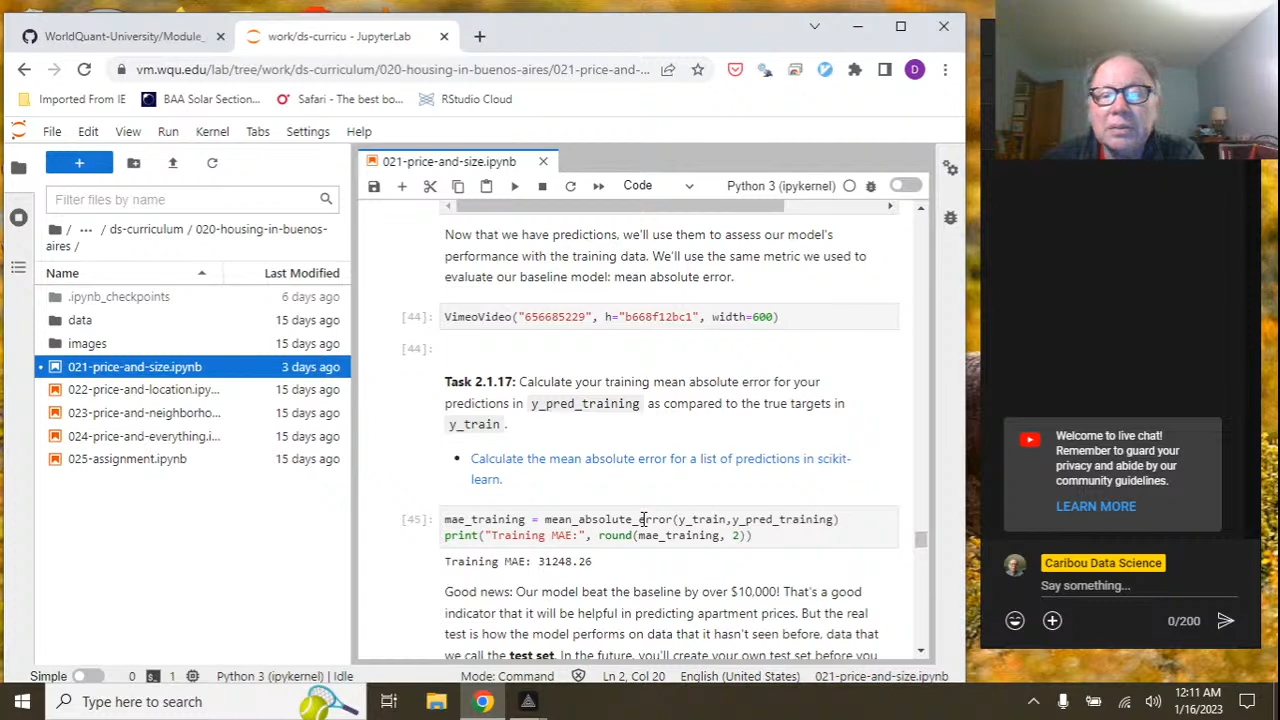 WorldQuant-University/Module_
work/ds-curricu - JupyterLab
vm.wqu.edu/lab/tree/work/ds-curriculum/020-housing-in-buenos-aires/021-price-and-...
D
Imported From IE
BAA Solar Section...
Safari - The best bo...
RStudio Cloud
File Edit View Run Kernel Tabs Settings Help
021-price-and-size.ipynb
Filter files by name
Code
Python 3 (ipykernel)
/ ... / ds-curriculum / 020-housing-in-buenos-
aires /
Name Last Modified
.ipynb_checkpoints 6 days ago
data 15 days ago
images 15 days ago
021-price-and-size.ipynb 3 days ago
022-price-and-location.ipy... 15 days ago
023-price-and-neighborho... 15 days ago
024-price-and-everything.i... 15 days ago
025-assignment.ipynb 15 days ago
Now that we have predictions, we'll use them to assess our model's
performance with the training data. We'll use the same metric we used to
evaluate our baseline model: mean absolute error.
[44]: VimeoVideo("656685229", h="b668f12bc1", width=600)
[44]:
Task 2.1.17: Calculate your training mean absolute error for your
predictions in y_pred_training as compared to the true targets in
y_train .
Calculate the mean absolute error for a list of predictions in scikit-
learn.
[45]: mae_training = mean_absolute_error(y_train,y_pred_training)
print("Training MAE:", round(mae_training, 2))
Training MAE: 31248.26
Good news: Our model beat the baseline by over $10,000! That's a good
indicator that it will be helpful in predicting apartment prices. But the real
test is how the model performs on data that it hasn't seen before, data that
we call the test set. In the future, you'll create your own test set before you
Simple 0 1 Python 3 (ipykernel) | Idle
Mode: Command Ln 2, Col 20 English (United States) 021-price-and-size.ipynb
Welcome to live chat!
Remember to guard your
privacy and abide by our
community guidelines.
LEARN MORE
Caribou Data Science
Say something...
0/200
Type here to search
12:11 AM
1/16/2023